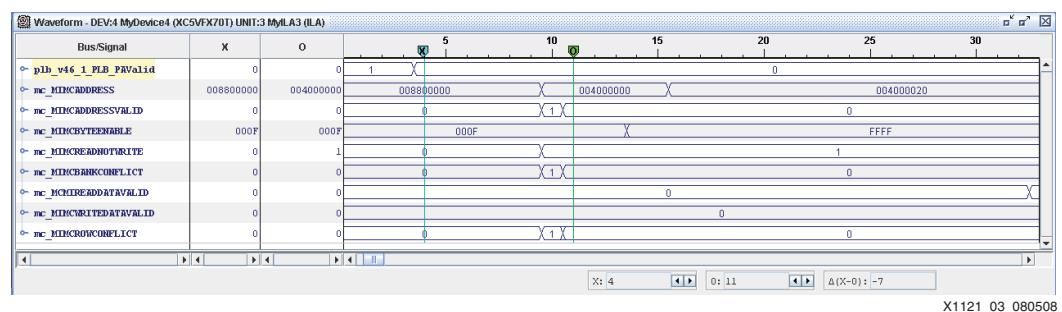 Waveform - DEV:4 MyDevice4 (XC5VFX70T) UNIT:3 MyILA3 (ILA)
Bus/Signal X O 5 10 15 20 25 30
X O
plb_v46_1_PLB_PAValid 0 0 1 0
mc_MIMCADDRESS 008800000 004000000 008800000 004000000 004000020
mc_MIMCADDRESSVALID 0 0 0 1 0
mc_MIMCBYTEENABLE 000F 000F 000F FFFF
mc_MIMCREADNOTWRITE 0 1 0 1
mc_MIMCBANKCONFLICT 0 0 0 1 0
mc_MCMIREADDATAVALID 0 0 0
mc_MIMCWRITEDATAVALID 0 0 0
mc_MIMCROWCONFLICT 0 0 0 1 0
X: 4 O: 11 Δ(X-O): -7
X1121_03_080508